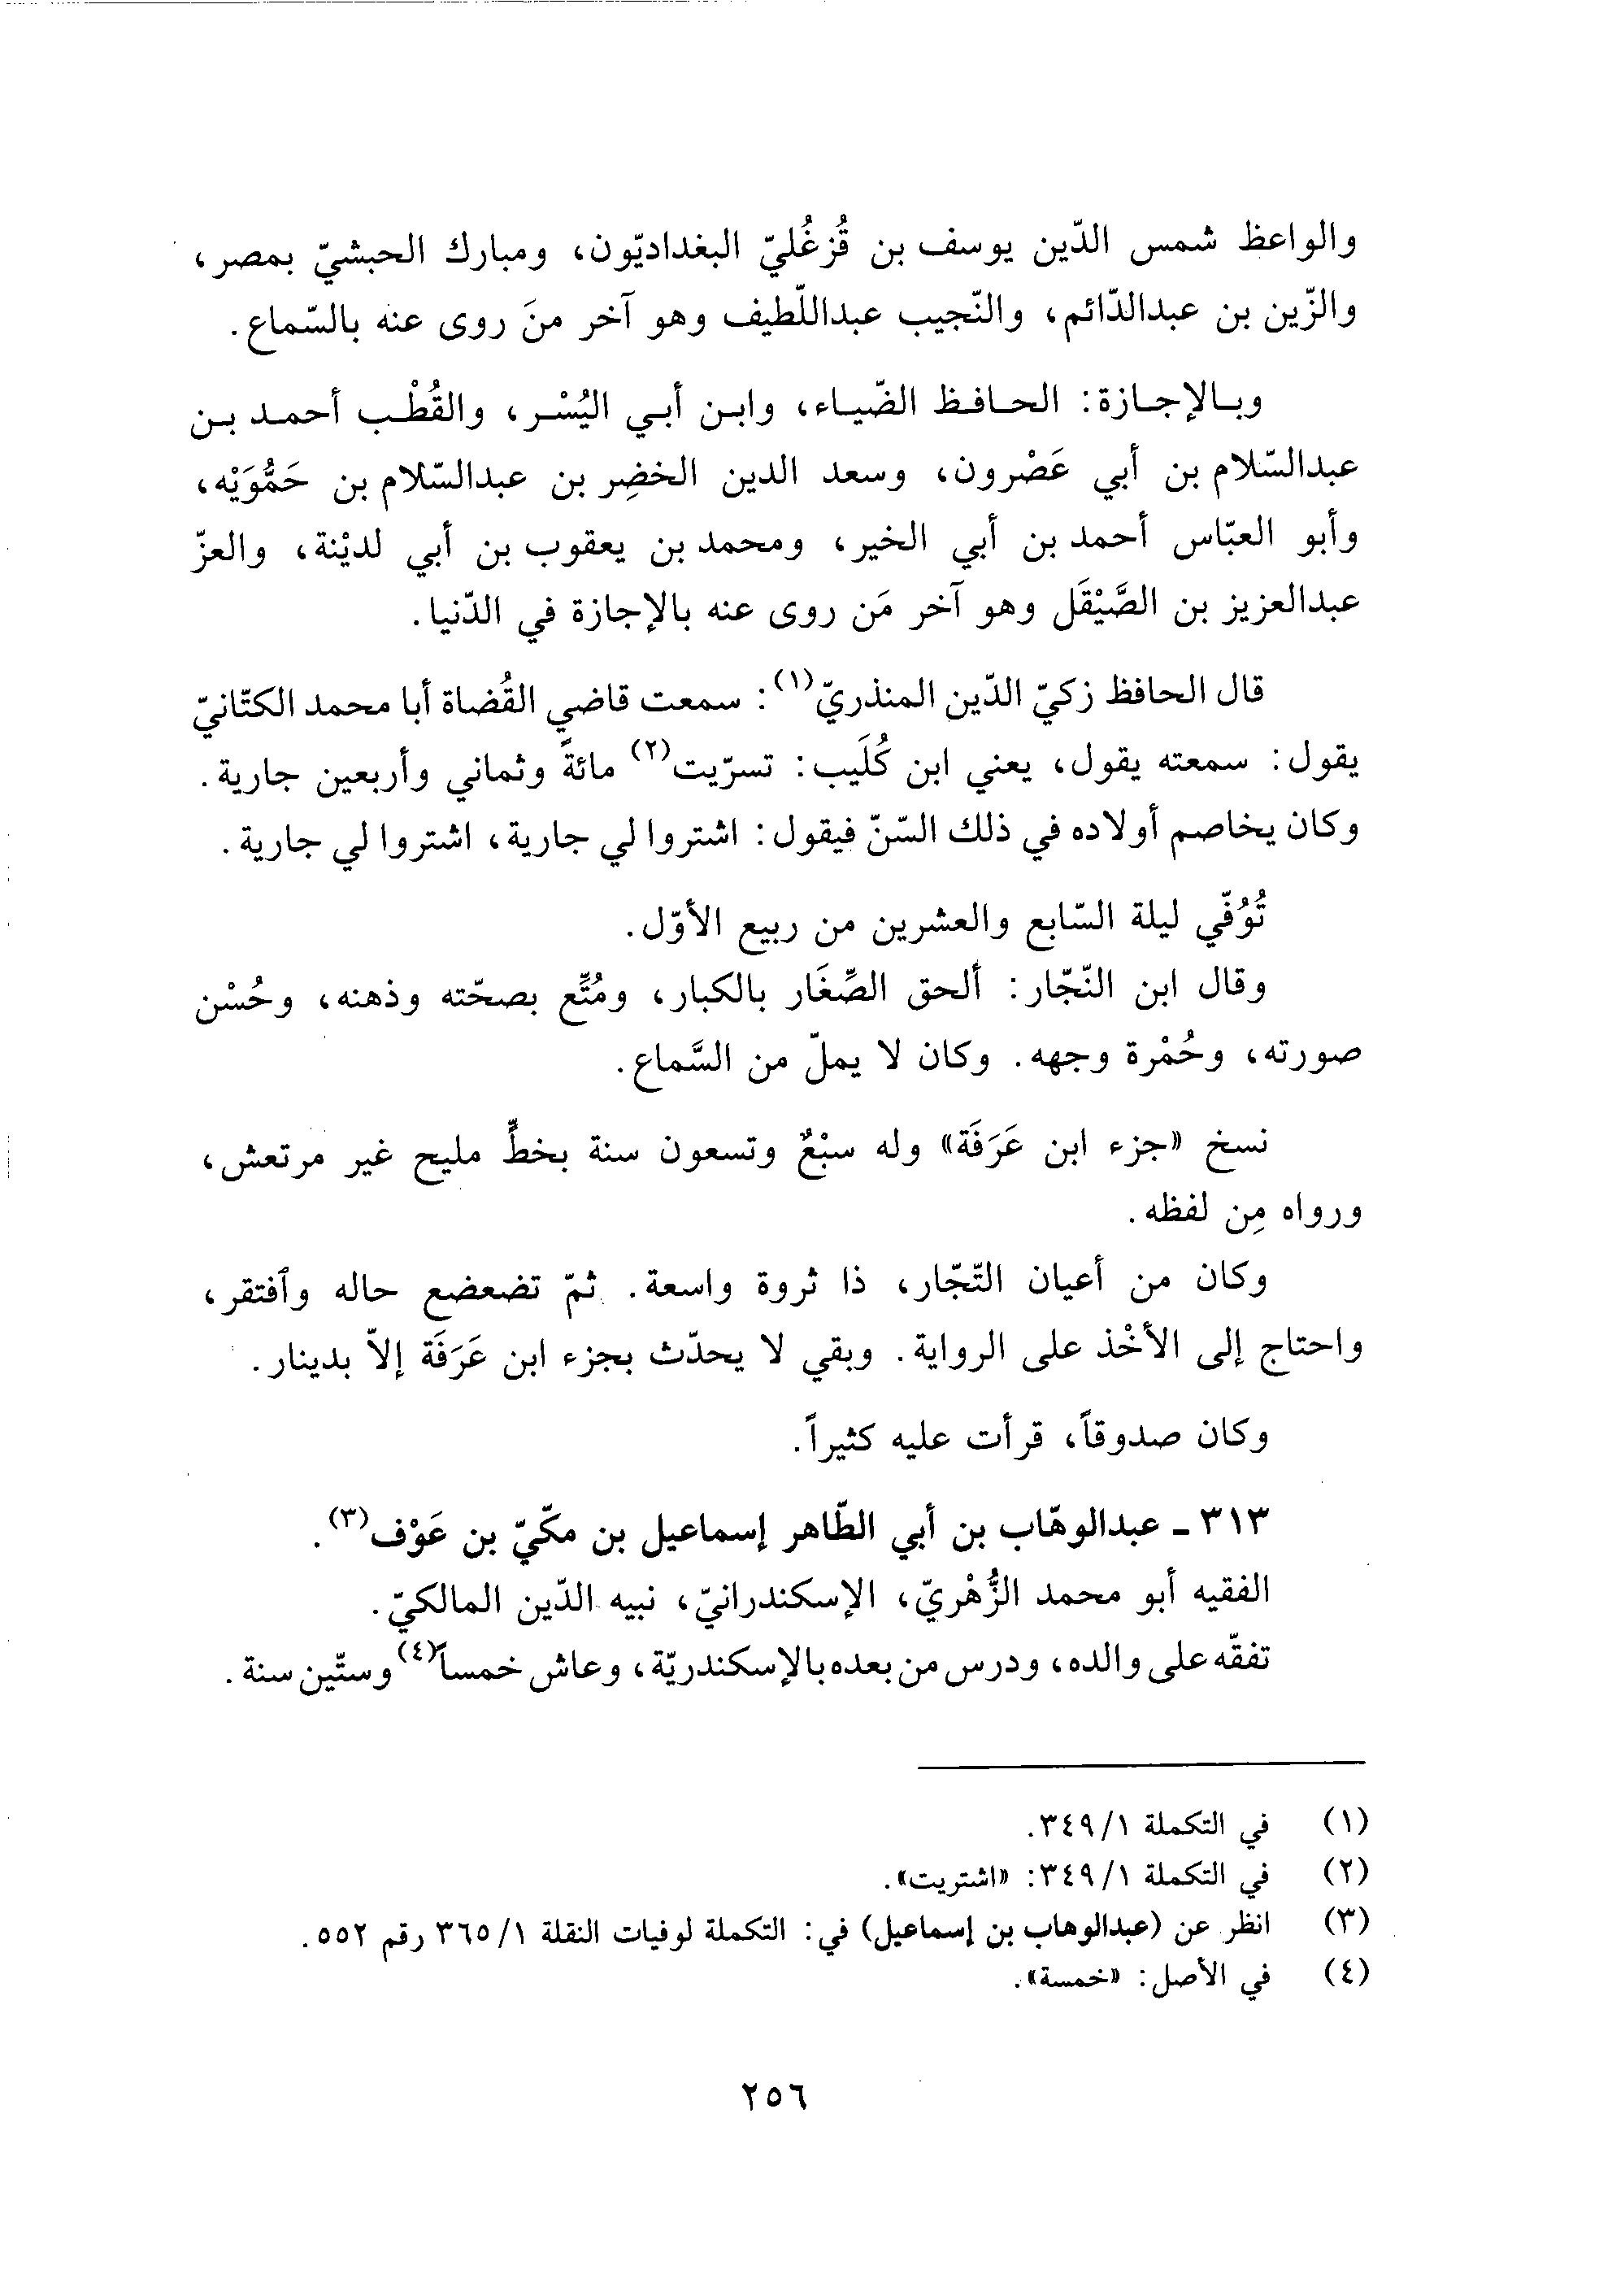 والواعظ شمس الدّين يوسف بن قُزغُليّ البغداديّون، ومبارك الحبشيّ بمصر،
والزّين بن عبدالدّائم، والنّجيب عبداللّطيف وهو آخر منَ روى عنه بالسّماع.
وبالإجازة: الحافظ الضّياء، وابن أبي اليُسْر، والقُطْب أحمد بن
عبدالسّلام بن أبي عَصْرون، وسعد الدين الخضِر بن عبدالسّلام بن حَمُّوَيْه،
وأبو العبّاس أحمد بن أبي الخير، ومحمد بن يعقوب بن أبي لديْنة، والعزّ
عبدالعزيز بن الصَّيْقَل وهو آخر مَن روى عنه بالإجازة في الدّنيا.
قال الحافظ زكيّ الدّين المنذريّ(١): سمعت قاضي القُضاة أبا محمد الكتّانيّ
يقول: سمعته يقول، يعني ابن كُلَيب: تسرّيت(٢) مائةً وثماني وأربعين جارية.
وكان يخاصم أولاده في ذلك السّنّ فيقول: اشتروا لي جارية، اشتروا لي جارية.
تُوُفّي ليلة السّابع والعشرين من ربيع الأوّل.
وقال ابن النّجّار: ألحق الصِّغَار بالكبار، ومُتِّع بصحّته وذهنه، وحُسْن
صورته، وحُمْرة وجهه. وكان لا يملّ من السَّماع.
نسخ «جزء ابن عَرَفَة» وله سبْعٌ وتسعون سنة بخطٍّ مليح غير مرتعش،
ورواه مِن لفظه.
وكان من أعيان التّجّار، ذا ثروة واسعة. ثمّ تضعضع حاله وآفتقر،
واحتاج إلى الأخْذ على الرواية. وبقي لا يحدّث بجزء ابن عَرَفَة إلاّ بدينار.
وكان صدوقاً، قرأت عليه كثيراً.
٣١٣ ـ عبدالوهّاب بن أبي الطّاهر إسماعيل بن مكّيّ بن عَوْف(٣).
الفقيه أبو محمد الزُّهْريّ، الإسكندرانيّ، نبيه الدّين المالكيّ.
تفقّه على والده، ودرس من بعده بالإسكندريّة، وعاش خمساً(٤) وستّين سنة.
(١) في التكملة ٣٤٩/١.
(٢) في التكملة ٣٤٩/١: «اشتريت».
(٣) انظر عن (عبدالوهاب بن إسماعيل) في: التكملة لوفيات النقلة ٣٦٥/١ رقم ٥٥٢.
(٤) في الأصل: «خمسة».
٢٥٦